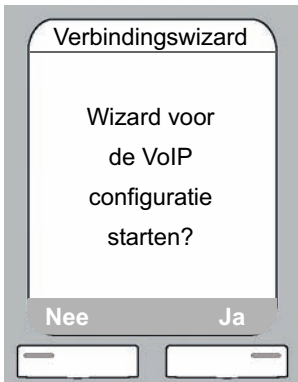 Verbindingswizard
Wizard voor
de VoIP
configuratie
starten?
Nee Ja